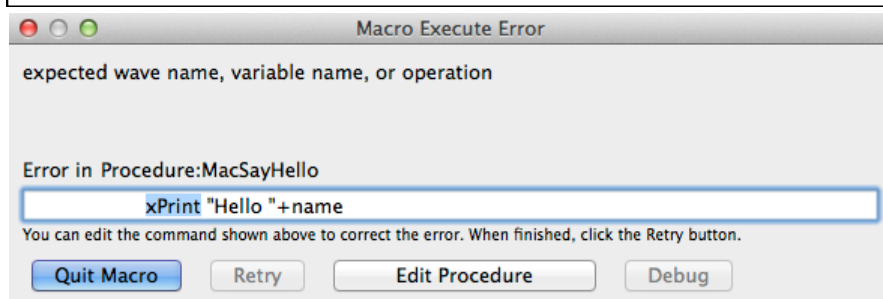 Macro Execute Error
expected wave name, variable name, or operation
Error in Procedure:MacSayHello
xPrint "Hello "+name
You can edit the command shown above to correct the error. When finished, click the Retry button.
Quit Macro Retry Edit Procedure Debug